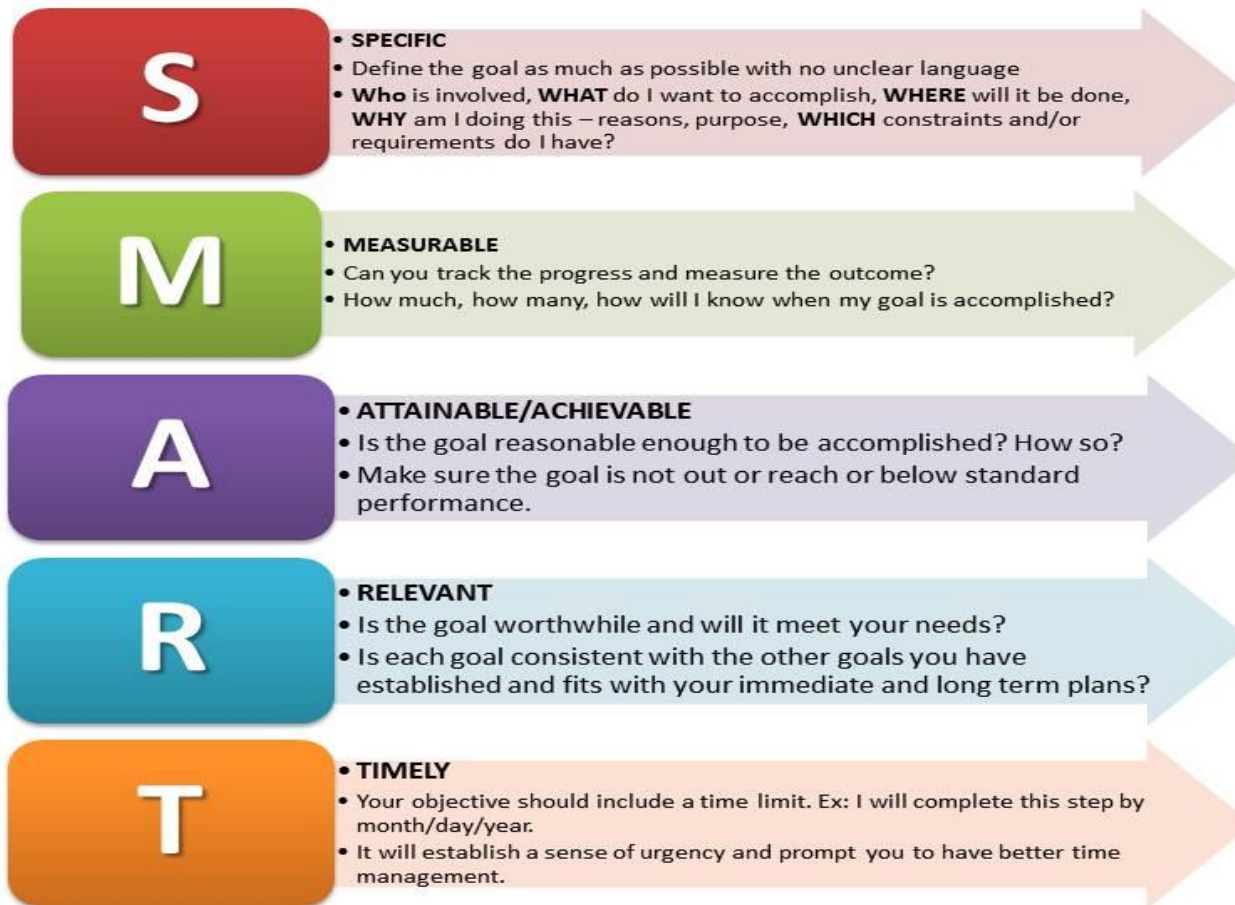 S
• SPECIFIC
• Define the goal as much as possible with no unclear language
• Who is involved, WHAT do I want to accomplish, WHERE will it be done,
WHY am I doing this – reasons, purpose, WHICH constraints and/or
requirements do I have?
M
• MEASURABLE
• Can you track the progress and measure the outcome?
• How much, how many, how will I know when my goal is accomplished?
A
• ATTAINABLE/ACHIEVABLE
• Is the goal reasonable enough to be accomplished? How so?
• Make sure the goal is not out or reach or below standard
performance.
R
• RELEVANT
• Is the goal worthwhile and will it meet your needs?
• Is each goal consistent with the other goals you have
established and fits with your immediate and long term plans?
T
• TIMELY
• Your objective should include a time limit. Ex: I will complete this step by
month/day/year.
• It will establish a sense of urgency and prompt you to have better time
management.